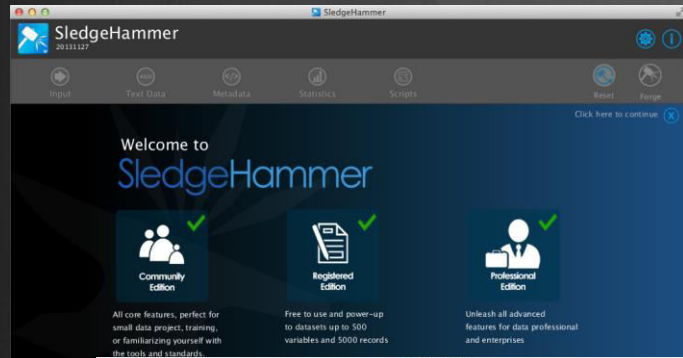 SledgeHammer
SledgeHammer
20131127
Input
Text Data
Metadata
Statistics
Scripts
Reset
Forge
Click here to continue
Welcome to
SledgeHammer
Community
Edition
Registered
Edition
Professional
Edition
All core features, perfect for
small data project, training,
or familiarizing yourself with
the tools and standards.
Free to use and power-up
to datasets up to 500
variables and 5000 records
Unleash all advanced
features for data professional
and enterprises